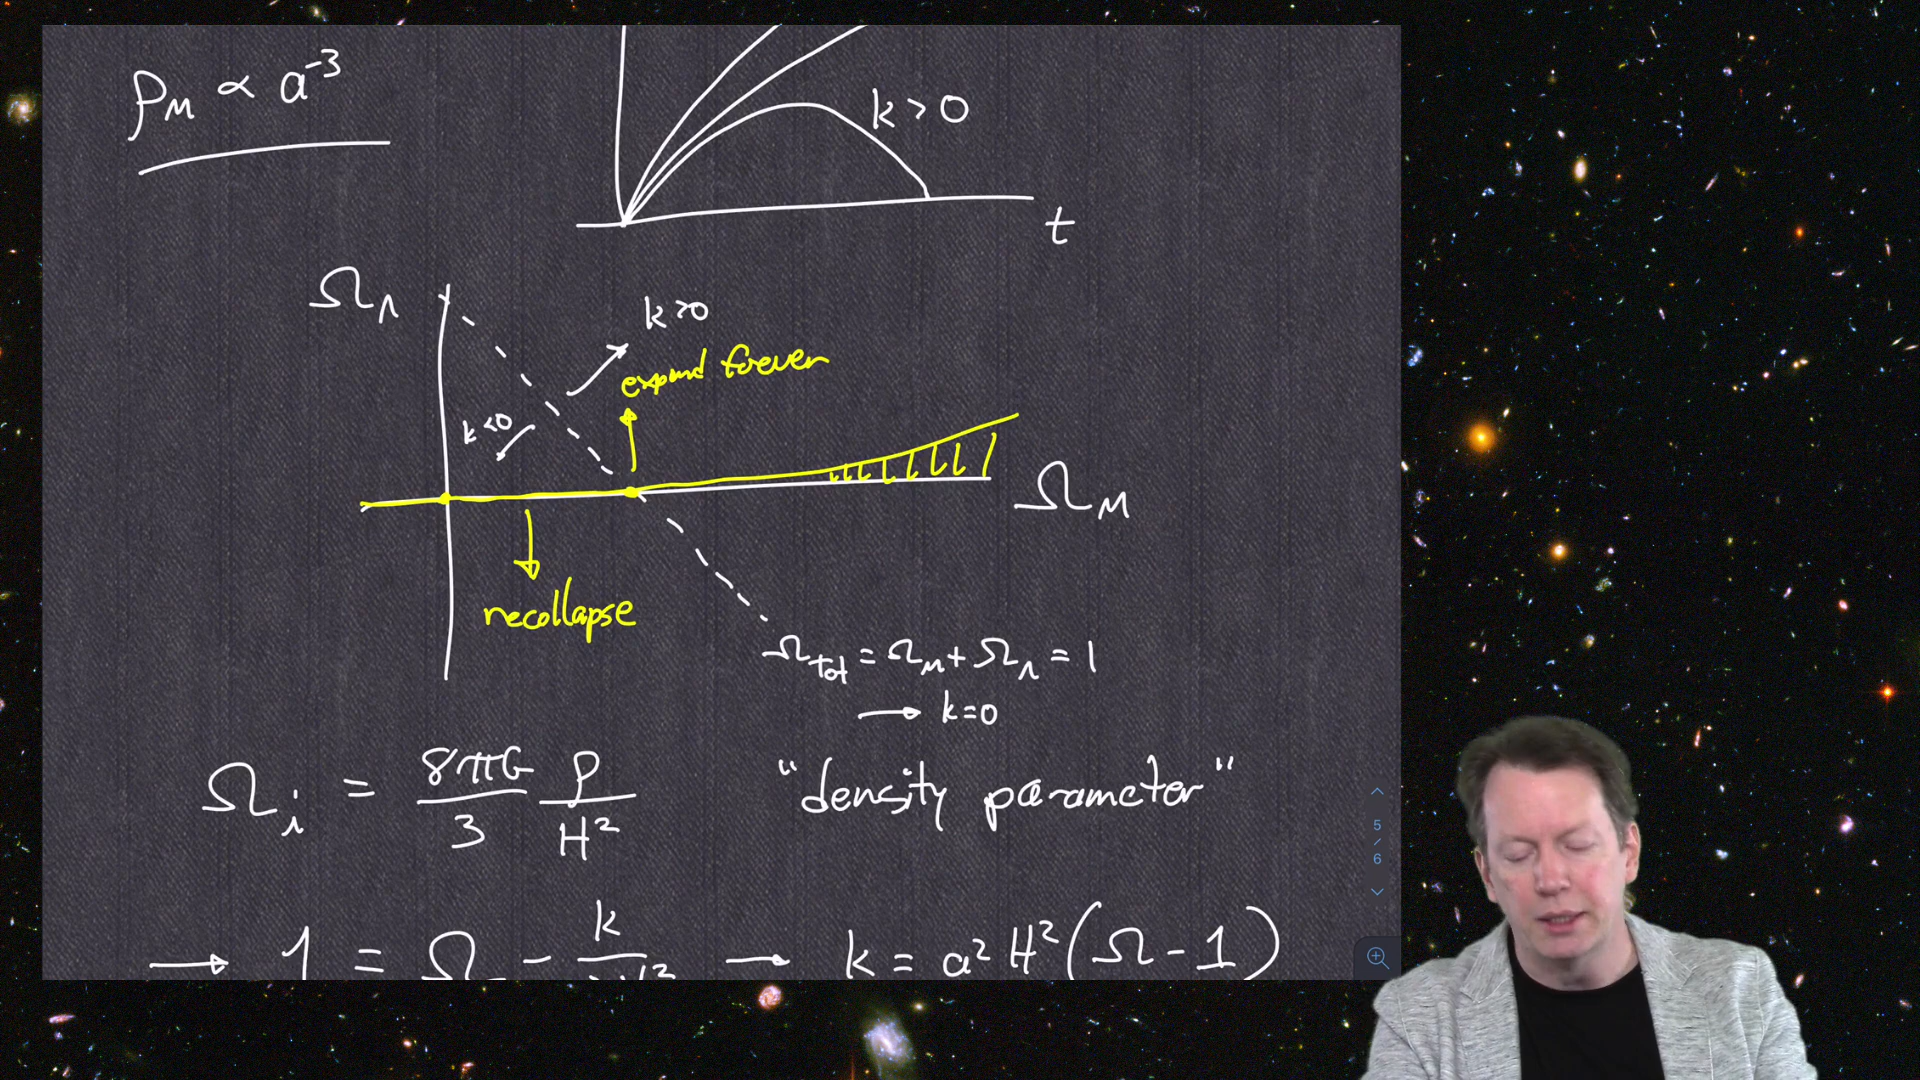 ρ_M ∝ a^-3
k > 0
t
Ω_Λ
k > 0
expand forever
k < 0
Ω_M
recollapse
Ω_tot = Ω_M + Ω_Λ = 1
→ k = 0
Ω_i = 8πG/3 ρ/H² "density parameter"
5
/
6
→ 1 = Ω - k → k = a² H² (Ω - 1)